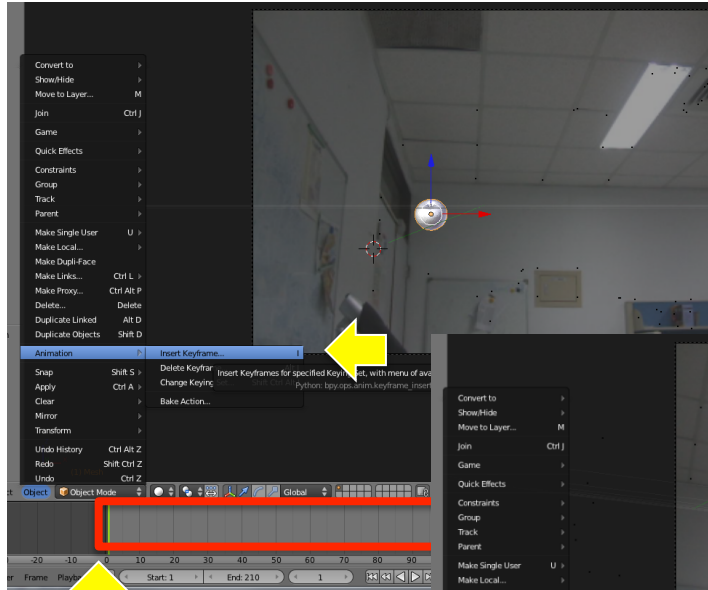 Convert to
Show/Hide
Move to Layer... M
Join Ctrl J
Game
Quick Effects
Constraints
Group
Track
Parent
Make Single User U
Make Local...
Make Dupli-Face
Make Links... Ctrl L
Make Proxy... Ctrl Alt P
Delete... Delete
Duplicate Linked Alt D
Duplicate Objects Shift D
Animation
Insert Keyframe... I
Delete Keyfra
Insert Keyframes for specified Keying Set, with menu of ava
Change Keying
Python: bpy.ops.anim.keyframe_insert
Bake Action...
Snap Shift S
Apply Ctrl A
Clear
Mirror
Transform
Undo History Ctrl Alt Z
Redo Shift Ctrl Z
Undo Ctrl Z
Object Object Mode Global
-20 -10 0 10 20 30 40 50 60 70 80 90
Frame Playb Start: 1 End: 210 1
Convert to
Show/Hide
Move to Layer... M
Join Ctrl J
Game
Quick Effects
Constraints
Group
Track
Parent
Make Single User U
Make Local...